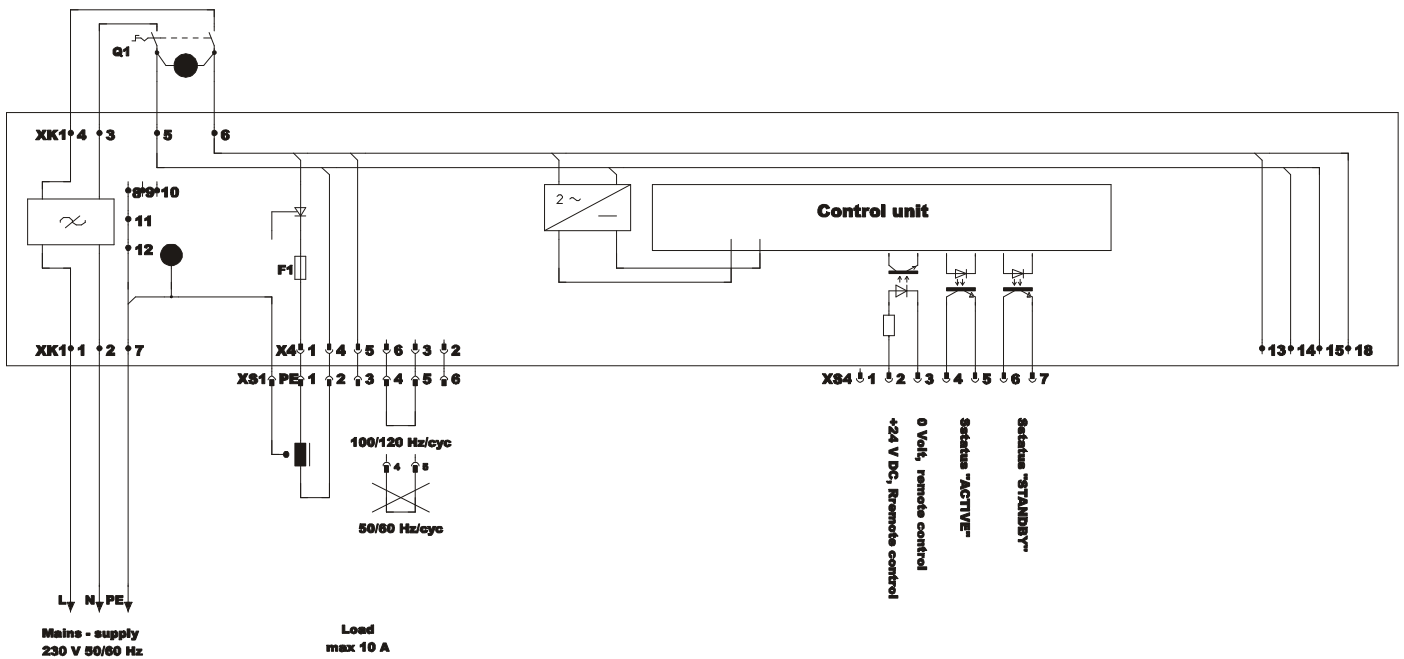 Q1
XK1 4 3 5 6
8 9 10
2 ~
Control unit
11
12
F1
XK1 1 2 7
X4 1 4 5 6 3 2
13 14 15 18
XS1 PE 1 2 3 4 5 6
XS4 1 2 3 4 5 6 7
+24 V DC, Rremote control
0 Volt, remote control
Sstatus "ACTIVE"
Sstatus "STANDBY"
100/120 Hz/cyc
4 5
50/60 Hz/cyc
L N PE
Mains - supply
230 V 50/60 Hz
Load
max 10 A